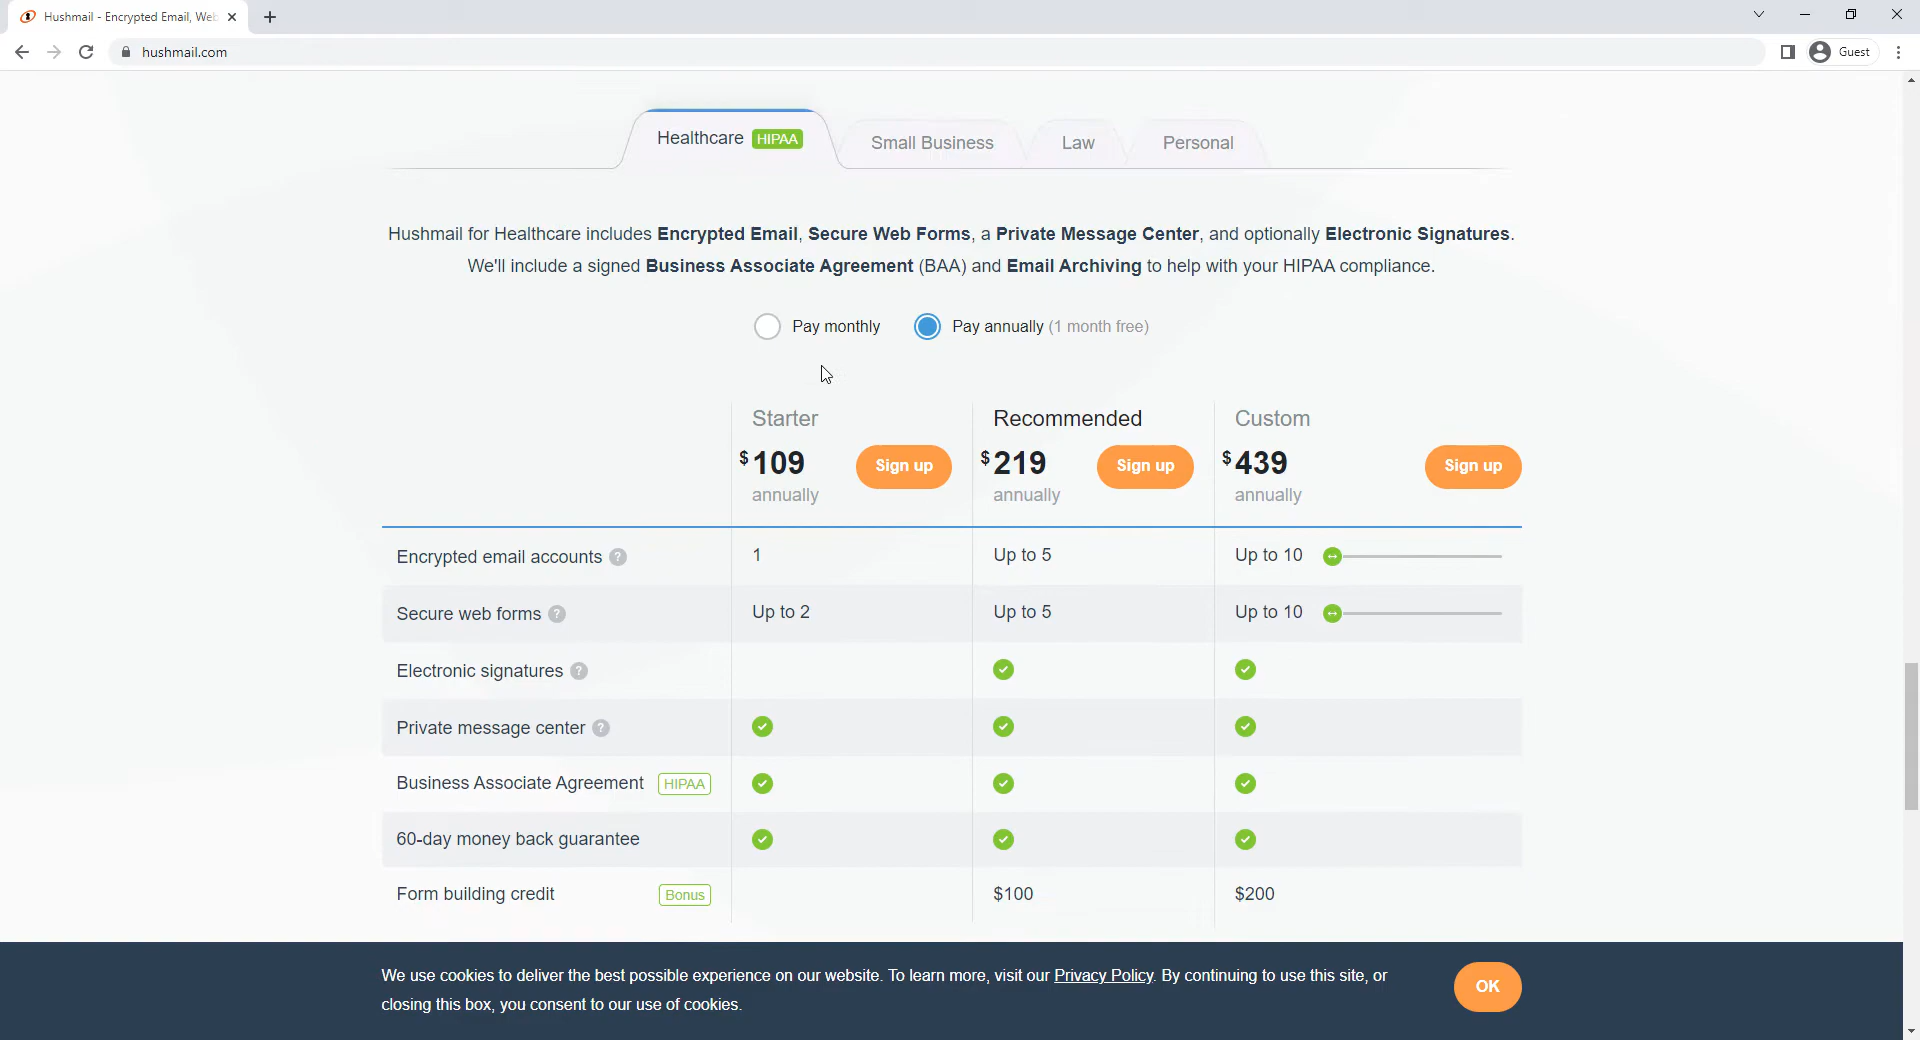 Hushmail - Encrypted Email, Web
hushmail.com
Guest
Healthcare HIPAA
Small Business
Law
Personal
Hushmail for Healthcare includes Encrypted Email, Secure Web Forms, a Private Message Center, and optionally Electronic Signatures.
We'll include a signed Business Associate Agreement (BAA) and Email Archiving to help with your HIPAA compliance.
Pay monthly
Pay annually (1 month free)
Starter
Recommended
Custom
$109
Sign up
$219
Sign up
$439
Sign up
annually
annually
annually
Encrypted email accounts ?
1
Up to 5
Up to 10
Secure web forms ?
Up to 2
Up to 5
Up to 10
Electronic signatures ?
Private message center ?
Business Associate Agreement HIPAA
60-day money back guarantee
Form building credit Bonus
$100
$200
We use cookies to deliver the best possible experience on our website. To learn more, visit our Privacy Policy. By continuing to use this site, or
closing this box, you consent to our use of cookies.
OK